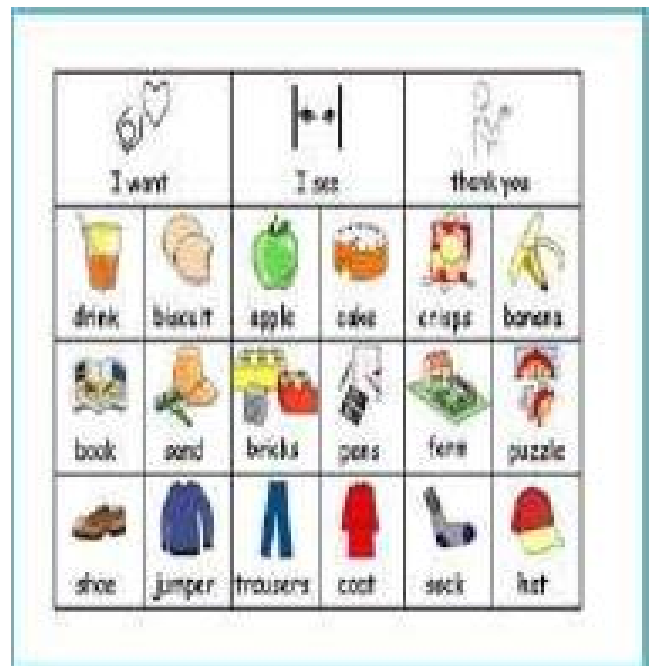 I want I see thank you
drink biscuit apple cake crisps banana
book sand bricks pens farm puzzle
shoe jumper trousers coat sock hat